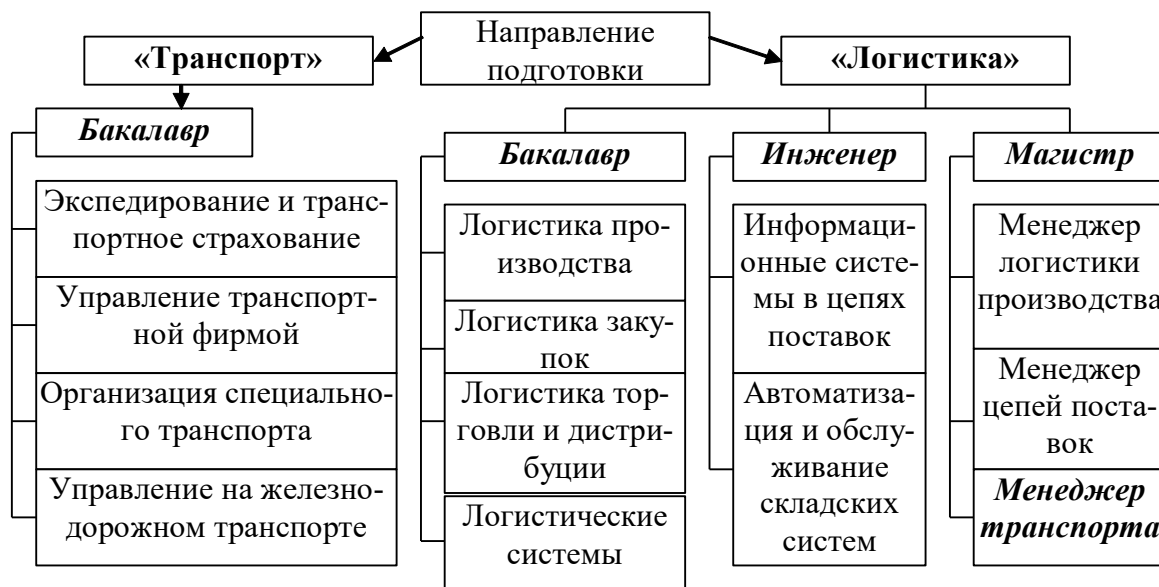 Направление
подготовки
«Транспорт»
«Логистика»
Бакалавр
Экспедирование и транс-
портное страхование
Управление транспорт-
ной фирмой
Организация специально-
го транспорта
Управление на железно-
дорожном транспорте
Бакалавр
Логистика про-
изводства
Логистика заку-
пок
Логистика тор-
говли и дистри-
буции
Логистические
системы
Инженер
Информаци-
онные систе-
мы в цепях
поставок
Автоматиза-
ция и обслу-
живание
складских
систем
Магистр
Менеджер
логистики
производства
Менеджер
цепей поста-
вок
Менеджер
транспорта